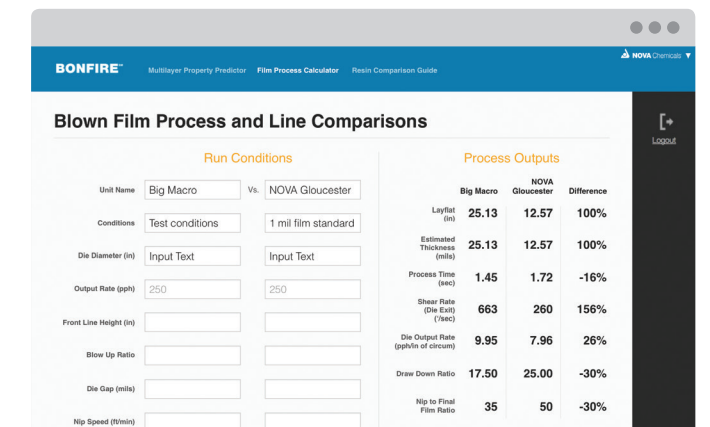 NOVA Chemicals
BONFIRE™ Multilayer Property Predictor Film Process Calculator Resin Comparison Guide
Logout
Blown Film Process and Line Comparisons
Run Conditions
Unit Name Big Macro Vs. NOVA Gloucester
Conditions Test conditions 1 mil film standard
Die Diameter (in) Input Text Input Text
Output Rate (pph) 250 250
Front Line Height (in)
Blow Up Ratio
Die Gap (mils)
Nip Speed (ft/min)
Process Outputs
Big Macro NOVA Gloucester Difference
Layflat (in) 25.13 12.57 100%
Estimated Thickness (mils) 25.13 12.57 100%
Process Time (sec) 1.45 1.72 -16%
Shear Rate (Die Exit) ('/sec) 663 260 156%
Die Output Rate (pph/in of circum) 9.95 7.96 26%
Draw Down Ratio 17.50 25.00 -30%
Nip to Final Film Ratio 35 50 -30%